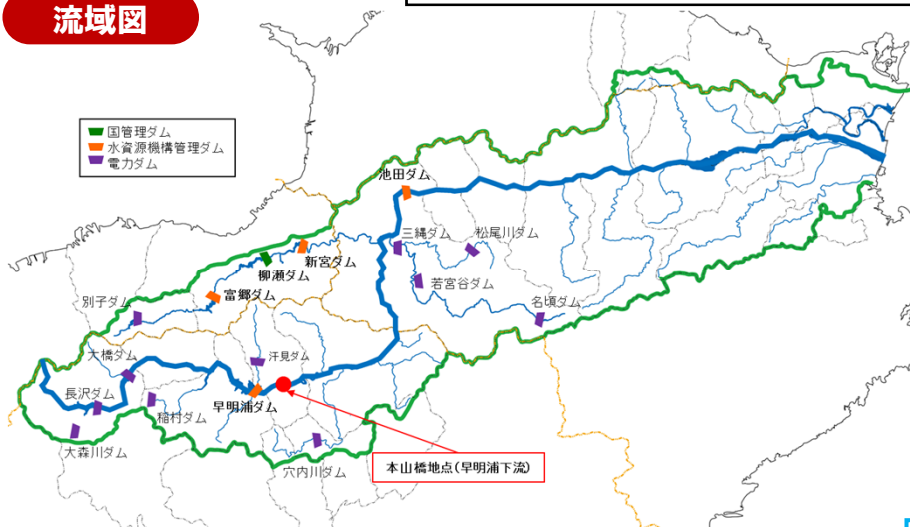 流域図
国管理ダム
水資源機構管理ダム
電力ダム
池田ダム
三縄ダム
松尾川ダム
新宮ダム
柳瀬ダム
若宮谷ダム
富郷ダム
別子ダム
名頃ダム
大橋ダム
汗見ダム
長沢ダム
早明浦ダム
稲村ダム
大森川ダム
穴内川ダム
本山橋地点(早明浦下流)